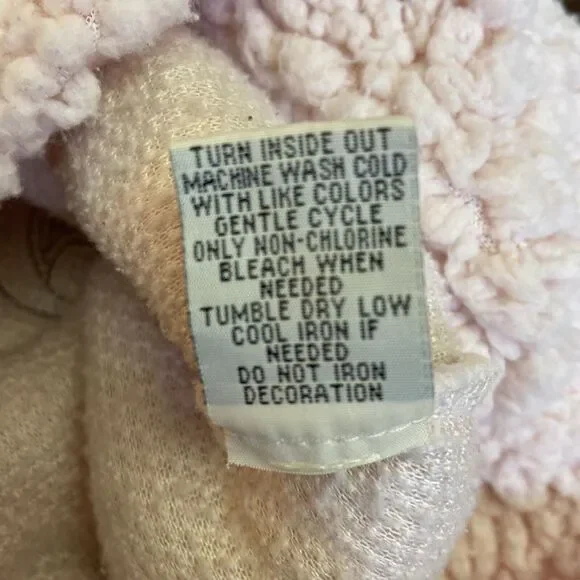 TURN INSIDE OUT
MACHINE WASH COLD
WITH LIKE COLORS
GENTLE CYCLE
ONLY NON-CHLORINE
BLEACH WHEN
NEEDED
TUMBLE DRY LOW
COOL IRON IF
NEEDED
DO NOT IRON
DECORATION